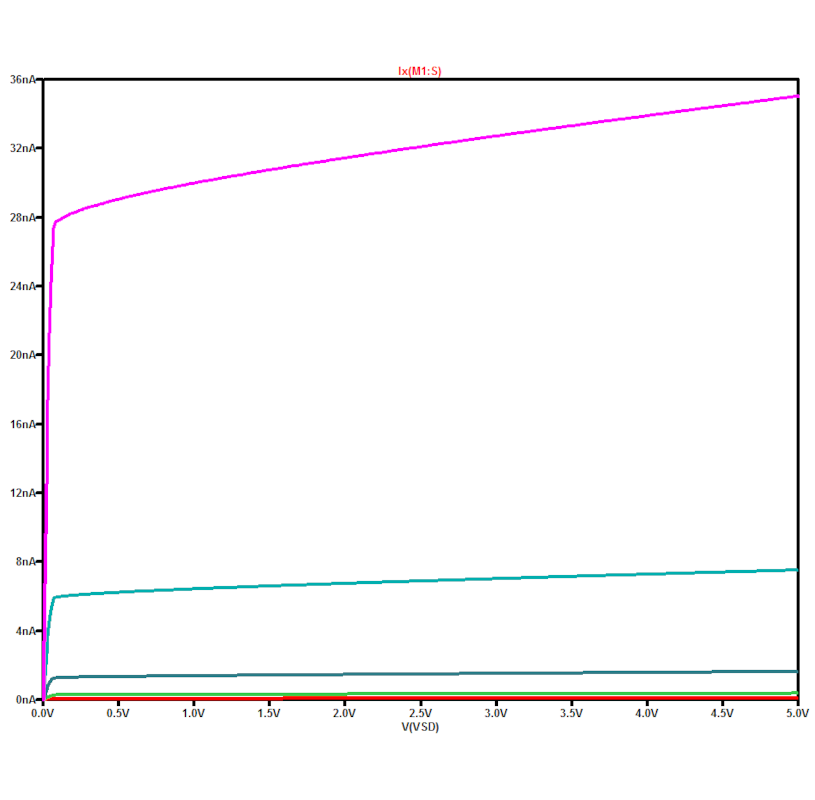 Ix(M1:S)
36nA
32nA
28nA
24nA
20nA
16nA
12nA
8nA
4nA
0nA
0.0V 0.5V 1.0V 1.5V 2.0V 2.5V 3.0V 3.5V 4.0V 4.5V 5.0V
V(VSD)